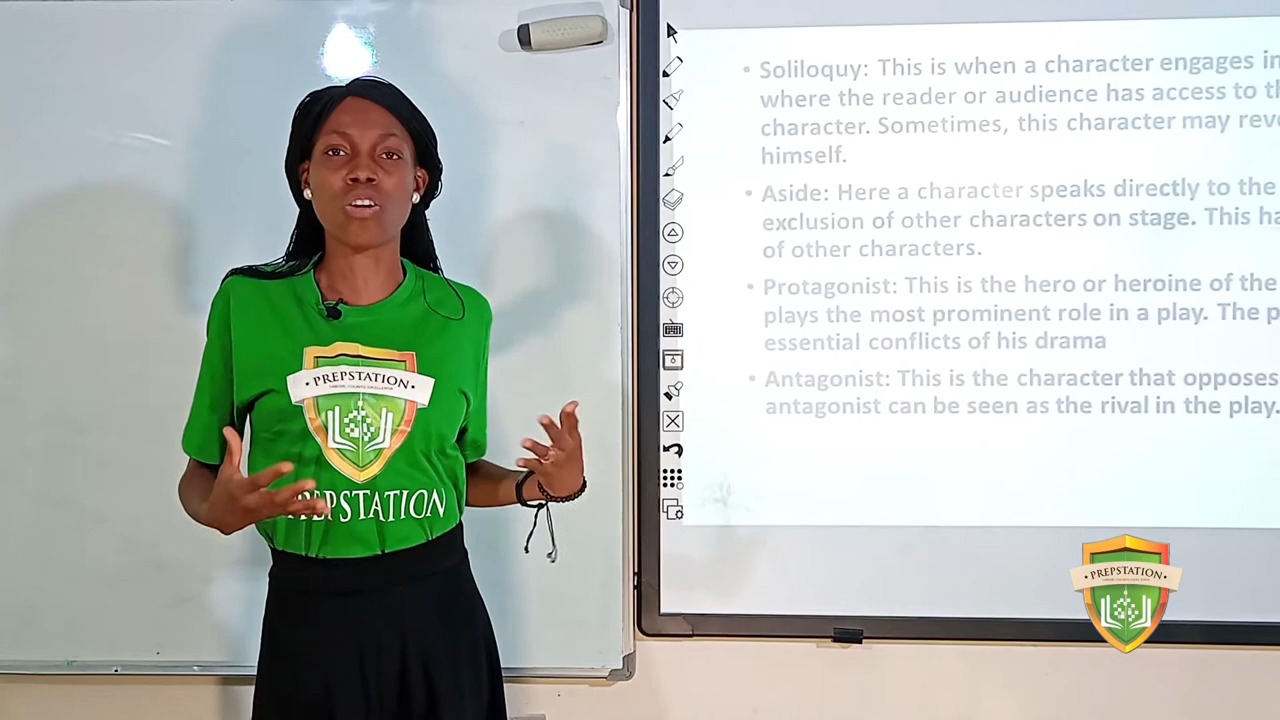 • Soliloquy: This is when a character engages in
where the reader or audience has access to
character. Sometimes, this character may
himself.
• Aside: Here a character speaks directly to the
exclusion of other characters on stage. This
of other characters.
• Protagonist: This is the hero or heroine of the
plays the most prominent role in a play. The
essential conflicts of his drama
• Antagonist: This is the character that opposes
antagonist can be seen as the rival in the play.
• PREPSTATION •
PREPSTATION
• PREPSTATION •